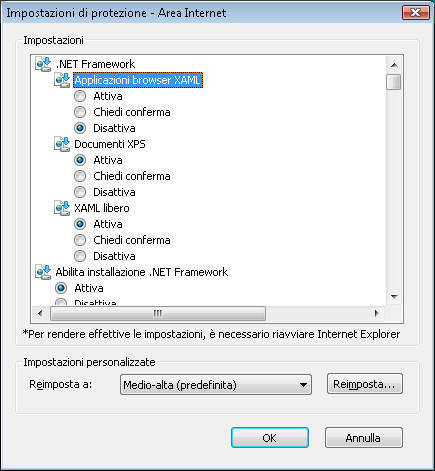 Impostazioni di protezione - Area Internet
Impostazioni
.NET Framework
Applicazioni browser XAML
Attiva
Chiedi conferma
Disattiva
Documenti XPS
Attiva
Chiedi conferma
Disattiva
XAML libero
Attiva
Chiedi conferma
Disattiva
Abilita installazione .NET Framework
Attiva
Disattiva
*Per rendere effettive le impostazioni, è necessario riavviare Internet Explorer
Impostazioni personalizzate
Reimposta a: Medio-alta (predefinita) Reimposta...
OK Annulla